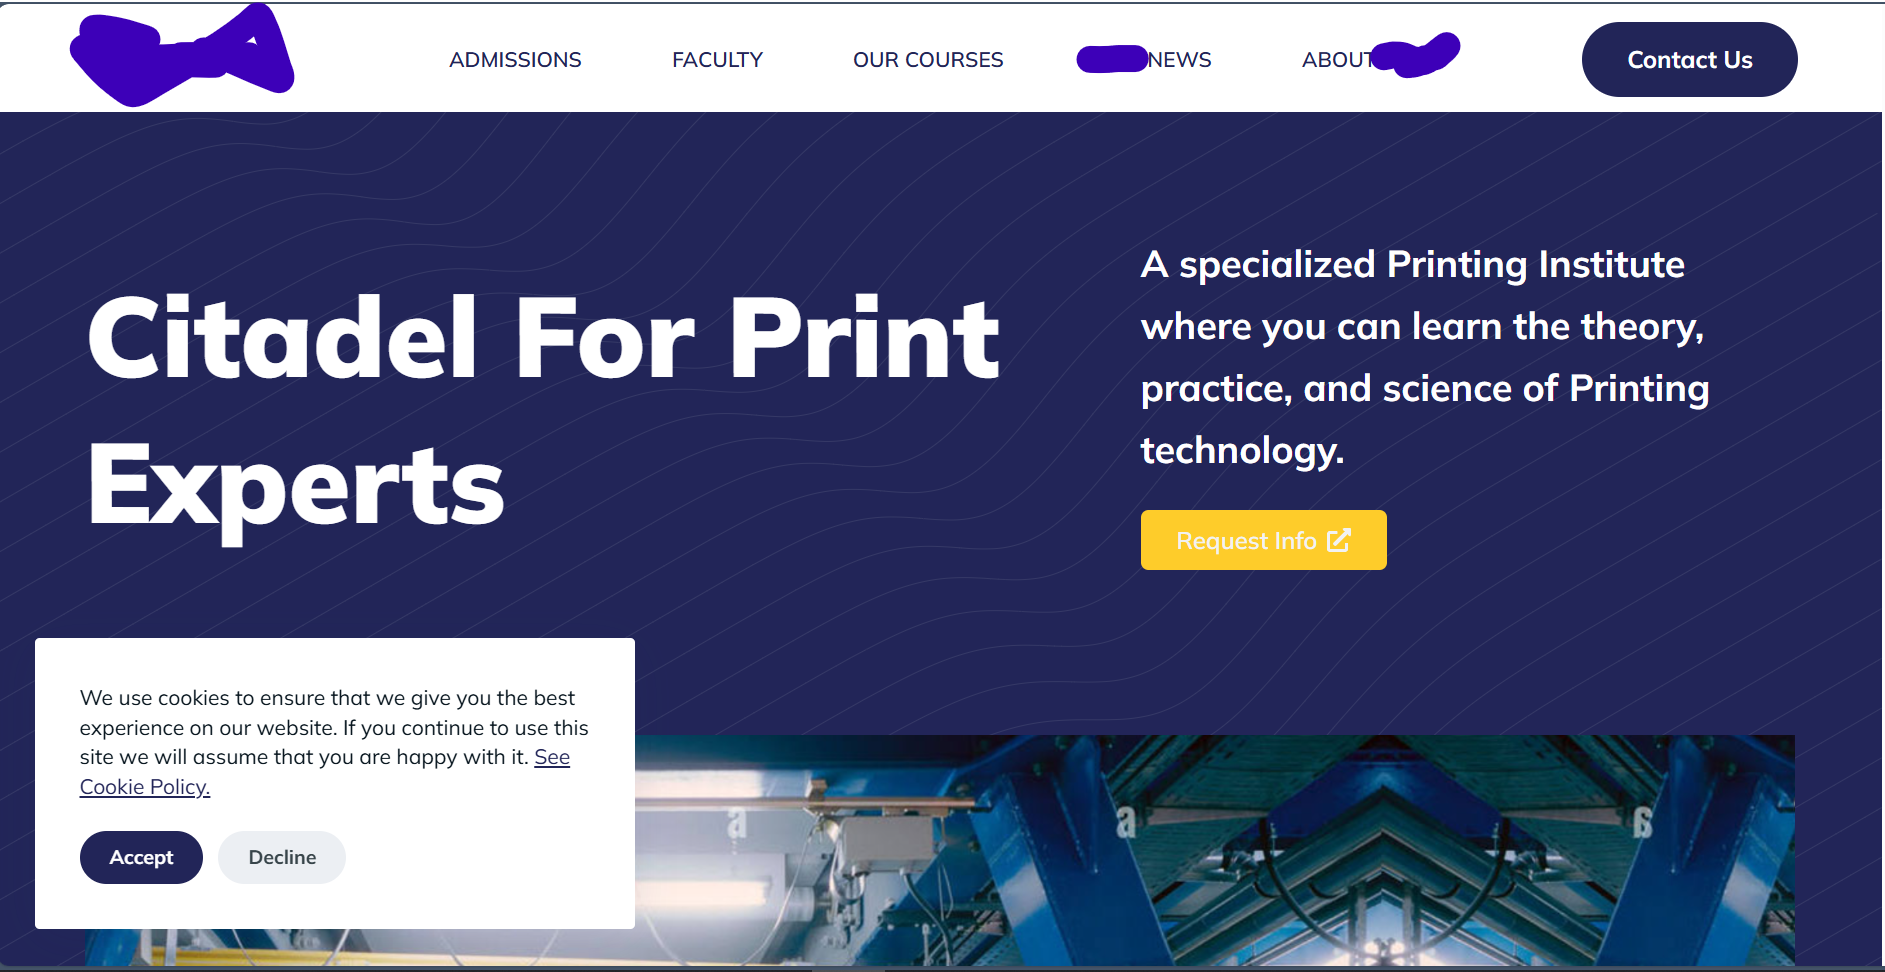 ADMISSIONS
FACULTY
OUR COURSES
NEWS
ABOUT
Contact Us
Citadel For Print
Experts
A specialized Printing Institute
where you can learn the theory,
practice, and science of Printing
technology.
Request Info
We use cookies to ensure that we give you the best
experience on our website. If you continue to use this
site we will assume that you are happy with it. See
Cookie Policy.
Accept
Decline
a
a
a